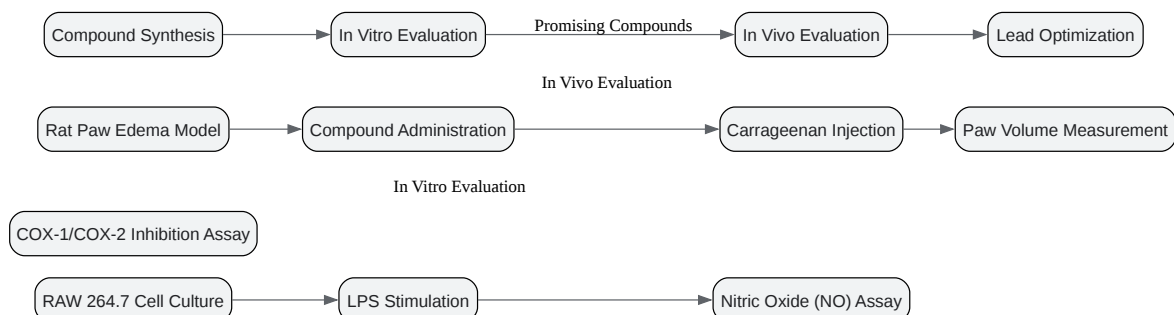 Compound Synthesis
In Vitro Evaluation
Promising Compounds
In Vivo Evaluation
Lead Optimization
In Vivo Evaluation
Rat Paw Edema Model
Compound Administration
Carrageenan Injection
Paw Volume Measurement
In Vitro Evaluation
COX-1/COX-2 Inhibition Assay
RAW 264.7 Cell Culture
LPS Stimulation
Nitric Oxide (NO) Assay